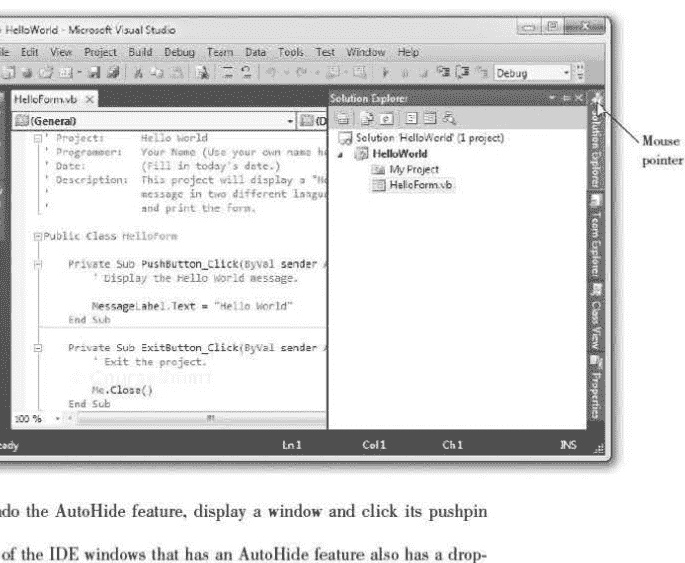 HelloWorld - Microsoft Visual Studio
Edit View Project Build Debug Team Data Tools Test Window Help
Debug
HelloForm.vb ×
(General)
' Project: Hello World
' Programmer: Your Name (Use your own name he
' Date: (Fill in today's date.)
' Description: This project will display a "He
' message in two different langua
' and print the form.
Public Class HelloForm
Private Sub PushButton_Click(ByVal sender A
' Display the Hello World message.
MessageLabel.Text = "Hello World"
End Sub
Private Sub ExitButton_Click(ByVal sender A
' Exit the project.
Me.Close()
End Sub
100 %
Solution Explorer
Solution 'HelloWorld' (1 project)
HelloWorld
My Project
HelloForm.vb
Solution Explorer
Team Explorer
Class View
Properties
Mouse
pointer
eady Ln 1 Col 1 Ch 1 INS
ndo the AutoHide feature, display a window and click its pushpin
of the IDE windows that has an AutoHide feature also has a drop-